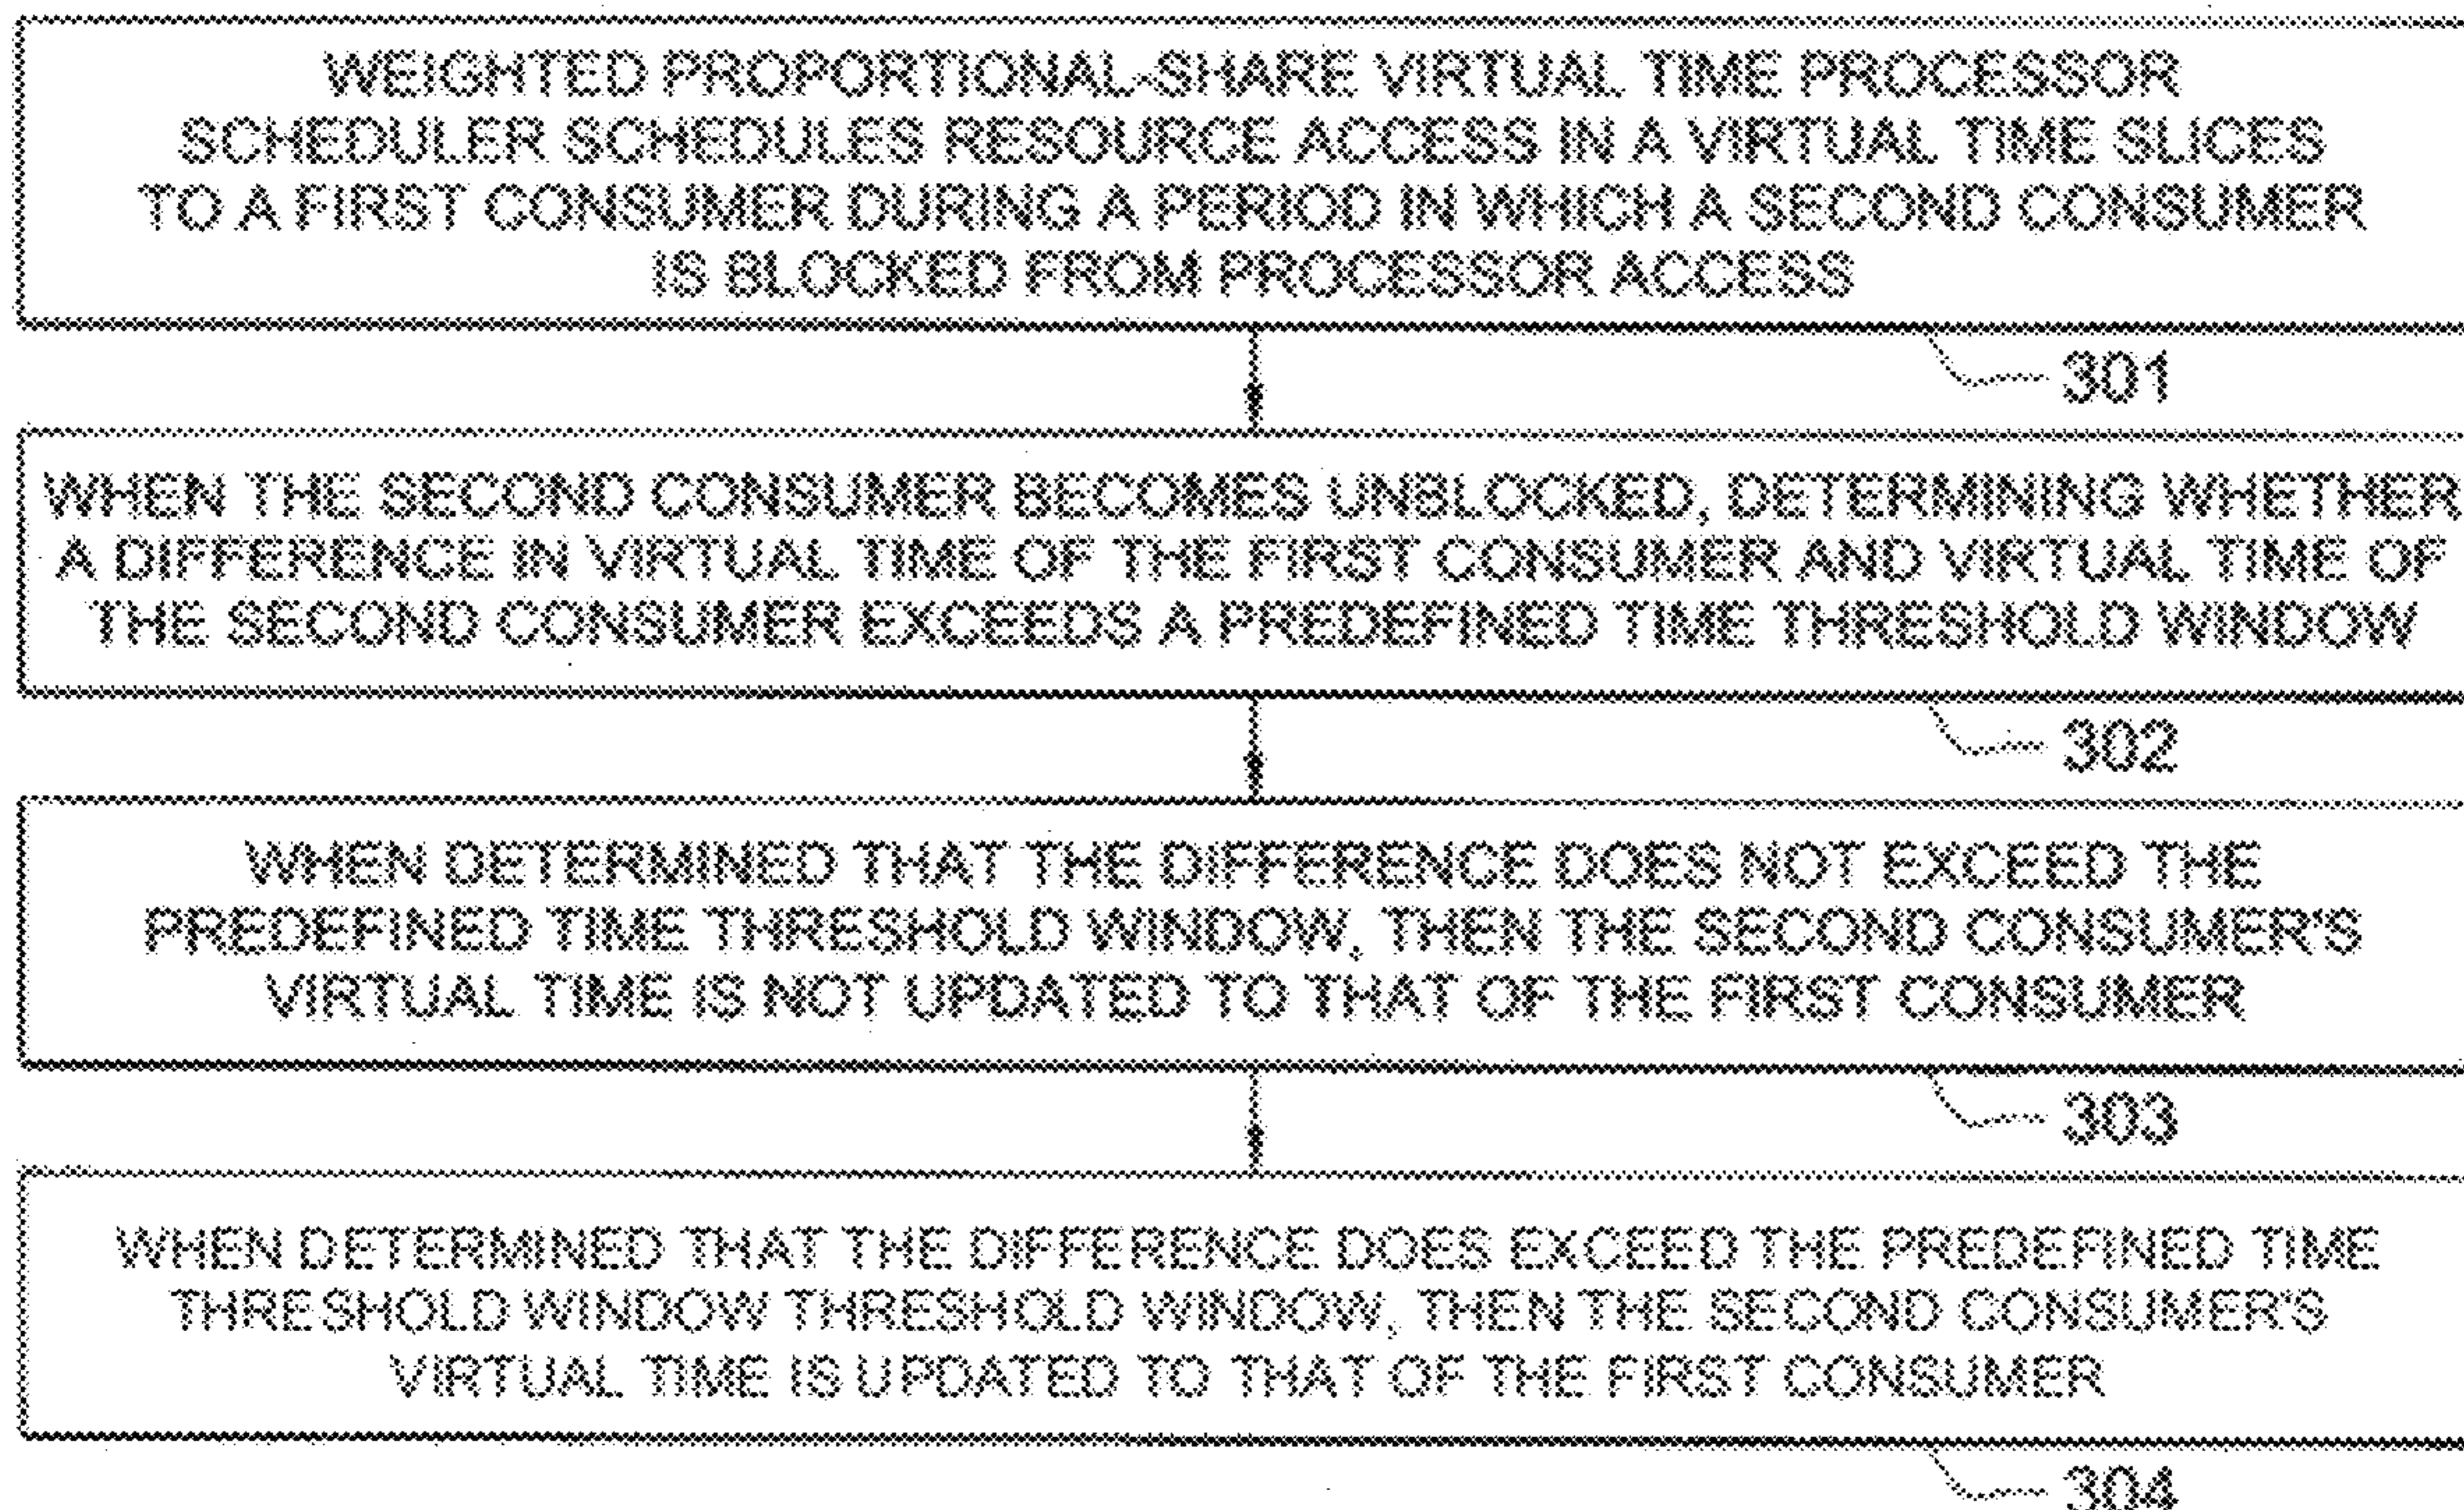 WEIGHTED PROPORTIONAL-SHARE VIRTUAL TIME PROCESSOR
SCHEDULER SCHEDULES RESOURCE ACCESS IN A VIRTUAL TIME SLICES
TO A FIRST CONSUMER DURING A PERIOD IN WHICH A SECOND CONSUMER
IS BLOCKED FROM PROCESSOR ACCESS
301
WHEN THE SECOND CONSUMER BECOMES UNBLOCKED, DETERMINING WHETHER
A DIFFERENCE IN VIRTUAL TIME OF THE FIRST CONSUMER AND VIRTUAL TIME OF
THE SECOND CONSUMER EXCEEDS A PREDEFINED TIME THRESHOLD WINDOW
302
WHEN DETERMINED THAT THE DIFFERENCE DOES NOT EXCEED THE
PREDEFINED TIME THRESHOLD WINDOW, THEN THE SECOND CONSUMER'S
VIRTUAL TIME IS NOT UPDATED TO THAT OF THE FIRST CONSUMER
303
WHEN DETERMINED THAT THE DIFFERENCE DOES EXCEED THE PREDEFINED TIME
THRESHOLD WINDOW THRESHOLD WINDOW, THEN THE SECOND CONSUMER'S
VIRTUAL TIME IS UPDATED TO THAT OF THE FIRST CONSUMER
304